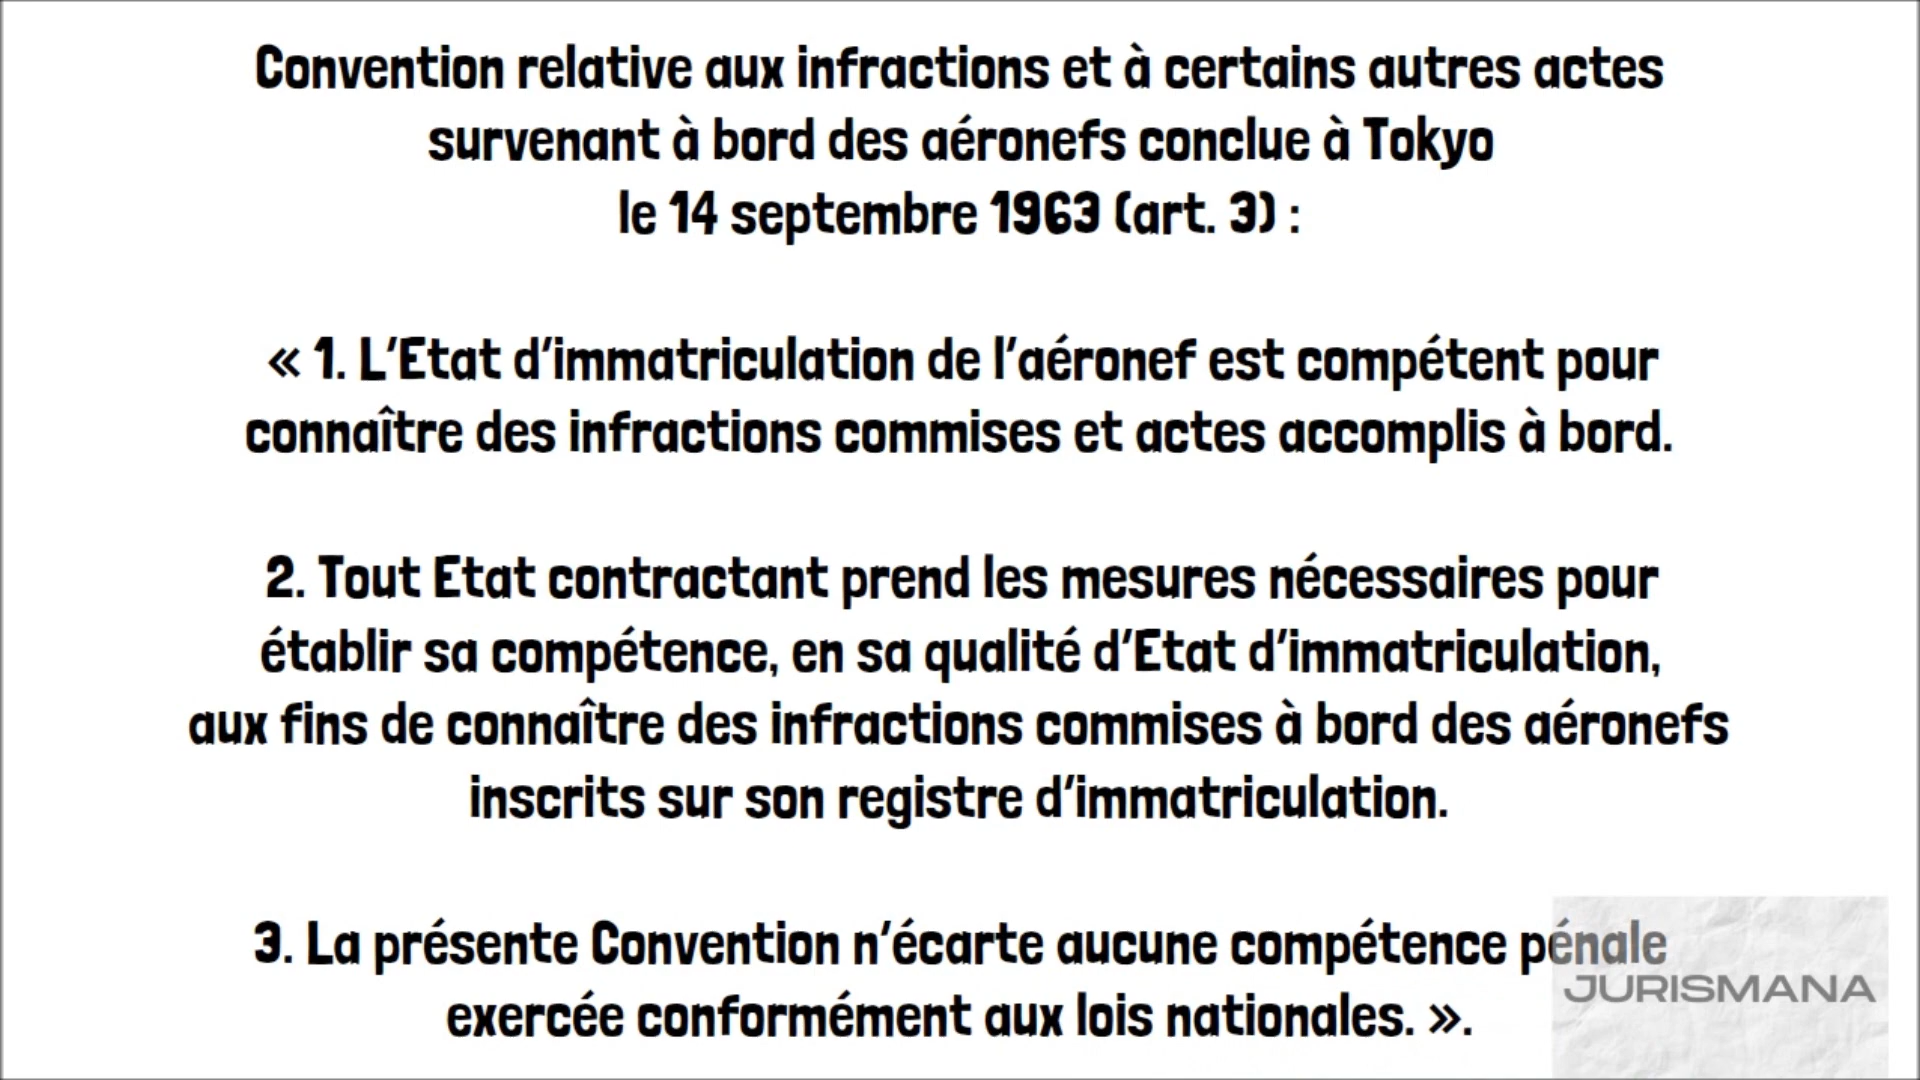 Convention relative aux infractions et à certains autres actes
survenant à bord des aéronefs conclue à Tokyo
le 14 septembre 1963 (art. 3) :
« 1. L’Etat d’immatriculation de l’aéronef est compétent pour
connaître des infractions commises et actes accomplis à bord.
2. Tout Etat contractant prend les mesures nécessaires pour
établir sa compétence, en sa qualité d’Etat d’immatriculation,
aux fins de connaître des infractions commises à bord des aéronefs
inscrits sur son registre d’immatriculation.
3. La présente Convention n’écarte aucune compétence pénale
exercée conformément aux lois nationales. ».
JURISMANA